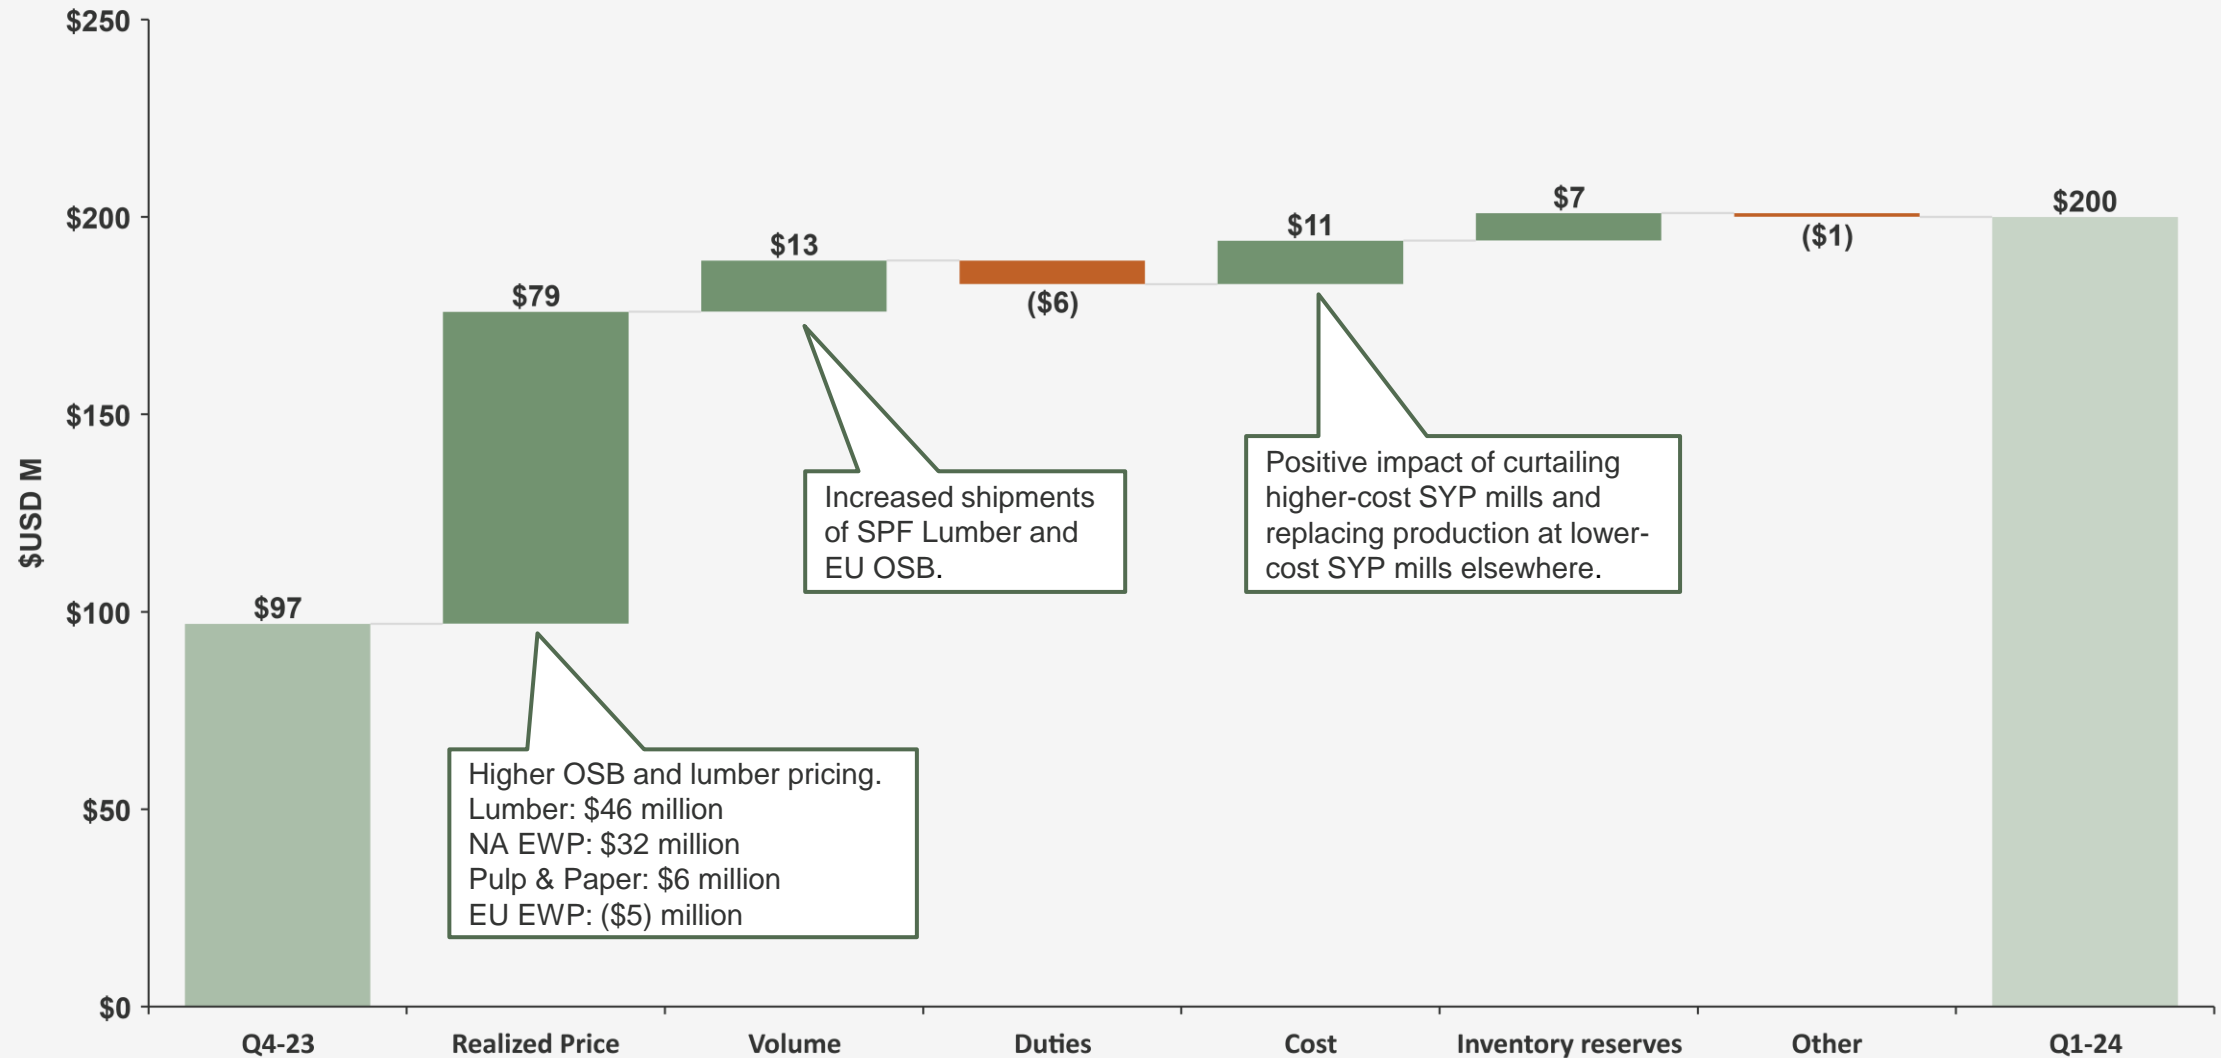 $USD M
$250
$200
$150
$100
$50
$0
$97
$79
$13
($6)
$11
$7
($1)
$200
Increased shipments
of SPF Lumber and
EU OSB.
Positive impact of curtailing
higher-cost SYP mills and
replacing production at lower-
cost SYP mills elsewhere.
Higher OSB and lumber pricing.
Lumber: $46 million
NA EWP: $32 million
Pulp & Paper: $6 million
EU EWP: ($5) million
Q4-23
Realized Price
Volume
Duties
Cost
Inventory reserves
Other
Q1-24